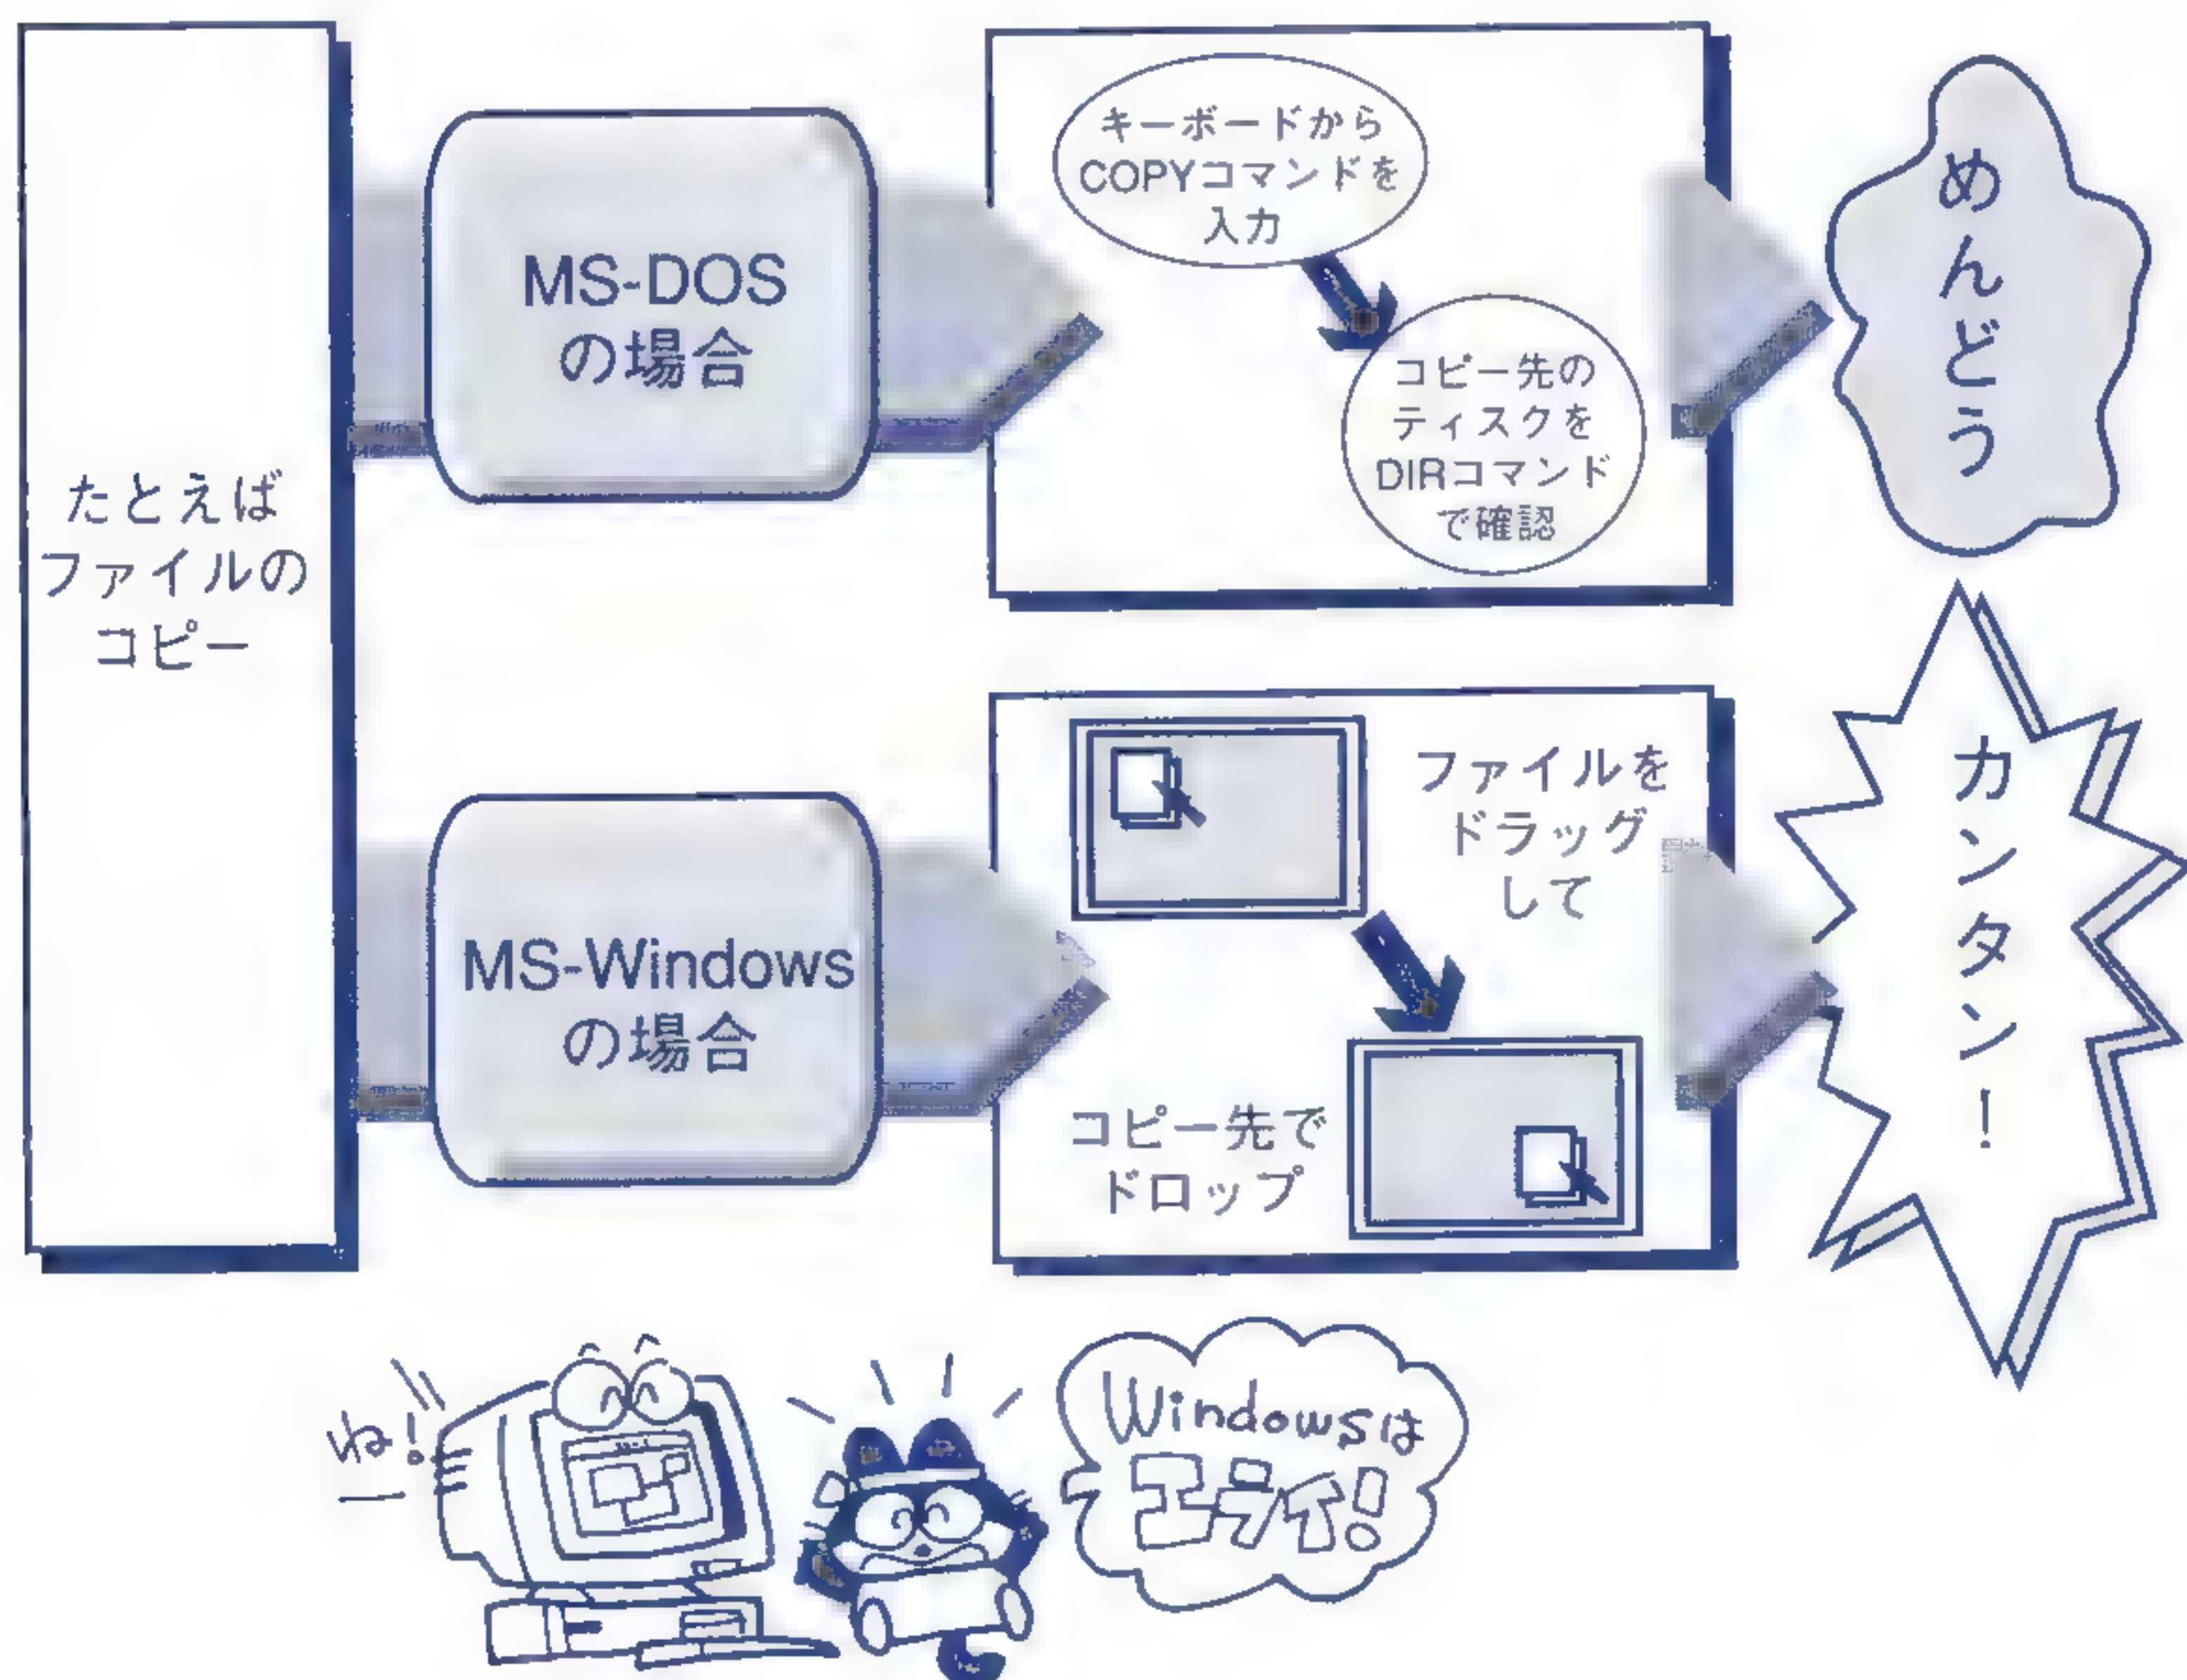 たとえば
ファイルの
コピー
MS-DOS
の場合
キーボードから
COPYコマンドを
入力
コピー先の
ティスクを
DIRコマンド
で確認
めんどう
MS-Windows
の場合
ファイルを
ドラッグ
して
コピー先で
ドロップ
カンタン!
ね!
Windowsは
エライ!